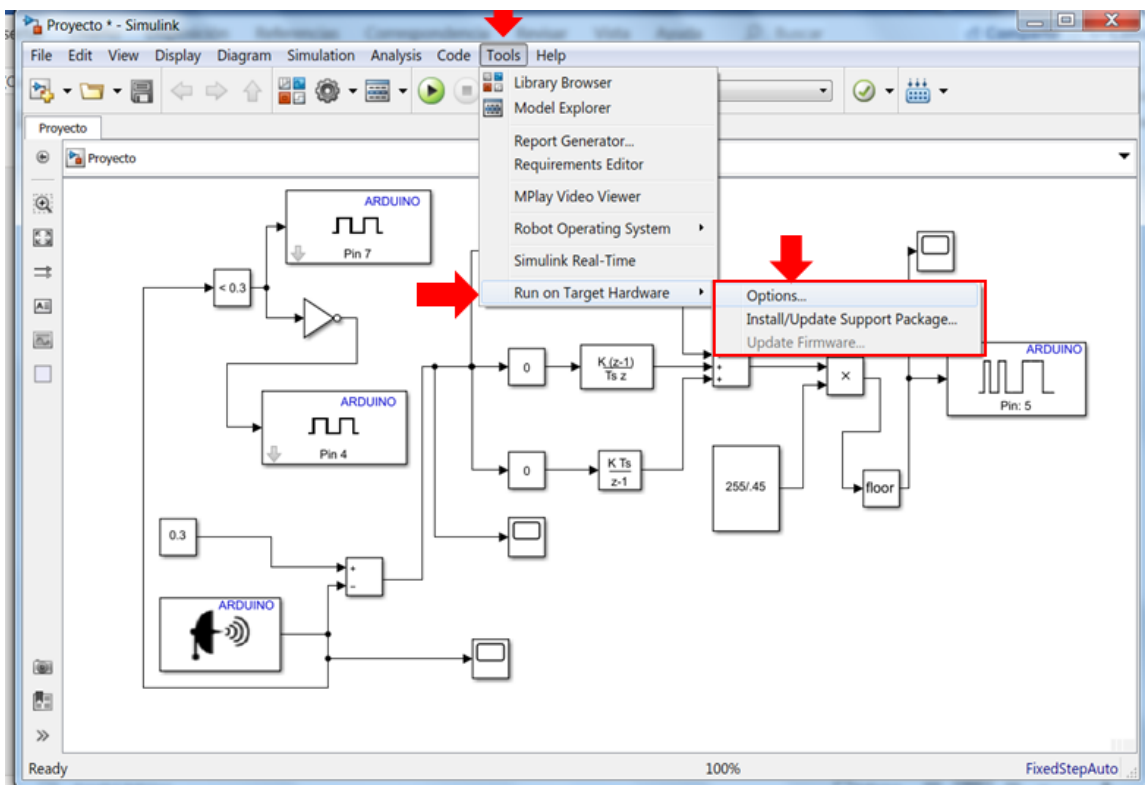 Proyecto * - Simulink
File Edit View Display Diagram Simulation Analysis Code Tools Help
Library Browser
Model Explorer
Proyecto
Report Generator...
Proyecto
Requirements Editor
MPlay Video Viewer
ARDUINO
Pin 7
Robot Operating System
Simulink Real-Time
< 0.3
Run on Target Hardware
Options...
Install/Update Support Package...
Update Firmware...
ARDUINO
Pin: 5
0
K (z-1)
Ts z
+
+
×
ARDUINO
Pin 4
0
K Ts
z-1
255/.45
floor
0.3
+
−
ARDUINO
Ready 100% FixedStepAuto